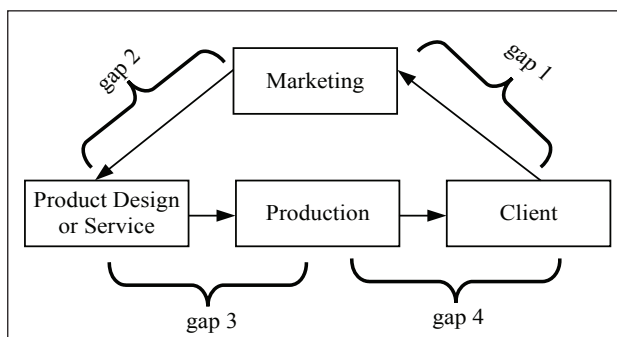 gap 2
Marketing
gap 1
Product Design
or Service
Production
Client
gap 3
gap 4